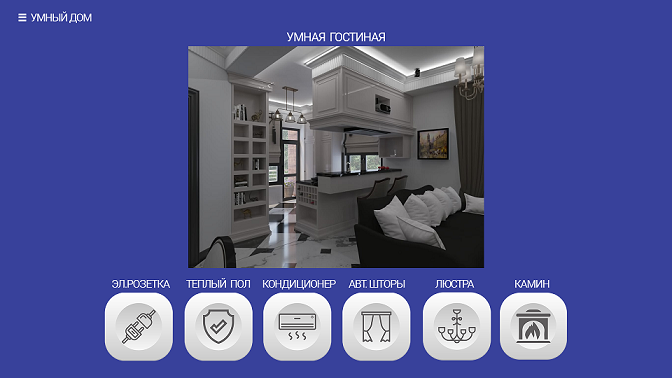 УМНЫЙ ДОМ
УМНАЯ ГОСТИНАЯ
ЭЛ.РОЗЕТКА ТЕПЛЫЙ ПОЛ КОНДИЦИОНЕР АВТ. ШТОРЫ ЛЮСТРА КАМИН